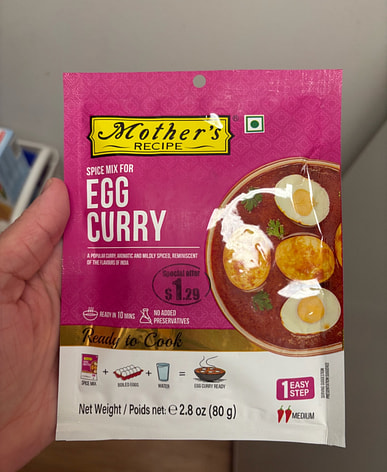 Mother's
RECIPE
SPICE MIX FOR
EGG
CURRY
A POPULAR CURRY, AROMATIC AND MILDLY SPICED, REMINISCENT
OF THE FLAVOURS OF INDIA
Special offer
$1.29
READY IN 10 MINS
NO ADDED
PRESERVATIVES
Ready to Cook
SPICE MIX
+
BOILED EGGS
+
WATER
=
EGG CURRY READY
1 EASY
STEP
Net Weight / Poids net: ℮ 2.8 oz (80 g)
MEDIUM